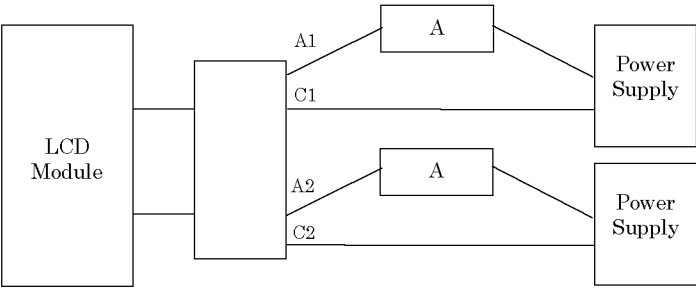 LCD
Module
A1
C1
A
Power
Supply
A2
C2
A
Power
Supply